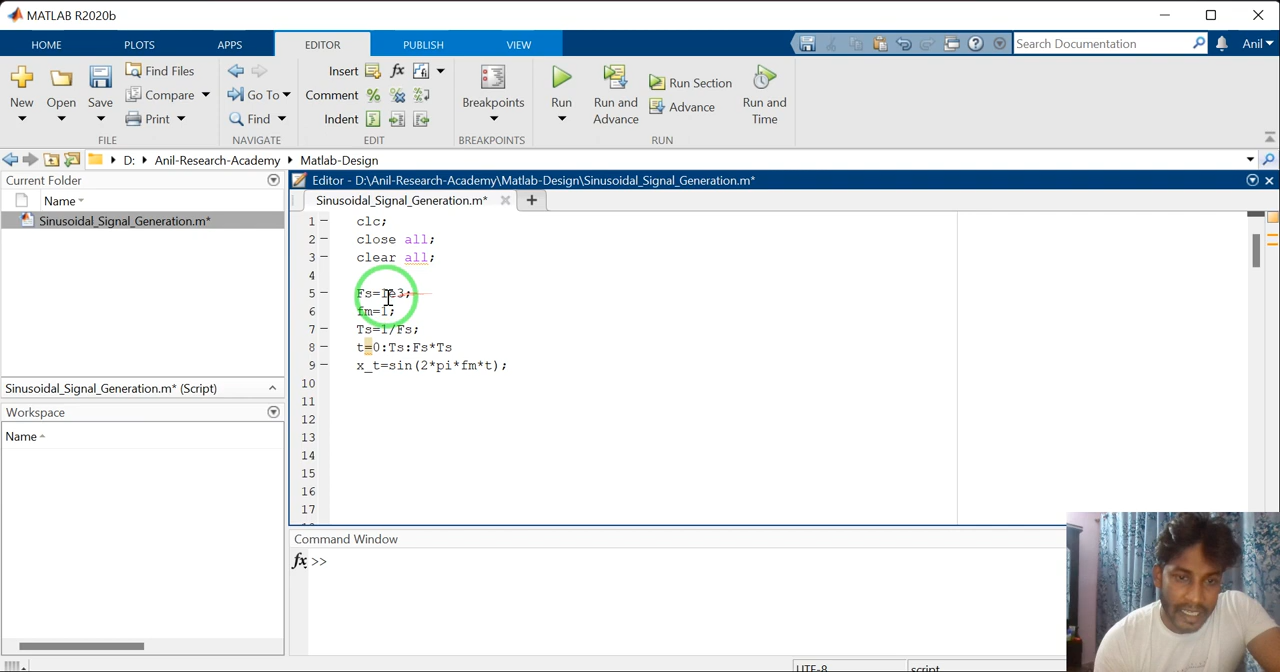 MATLAB R2020b
HOME PLOTS APPS EDITOR PUBLISH VIEW Search Documentation Anil
New Open Save Find Files Compare Print Go To Find Insert fx Comment Indent Breakpoints Run Run and Advance Run Section Advance Run and Time
FILE NAVIGATE EDIT BREAKPOINTS RUN
D: Anil-Research-Academy Matlab-Design
Current Folder
Name
Sinusoidal_Signal_Generation.m*
Sinusoidal_Signal_Generation.m* (Script)
Workspace
Name
Editor - D:\Anil-Research-Academy\Matlab-Design\Sinusoidal_Signal_Generation.m*
Sinusoidal_Signal_Generation.m*
1 clc;
2 close all;
3 clear all;
4
5 Fs=1e3;
6 fm=1;
7 Ts=1/Fs;
8 t=0:Ts:Fs*Ts
9 x_t=sin(2*pi*fm*t);
10
11
12
13
14
15
16
17
Command Window
fx >>
UTF-8 script